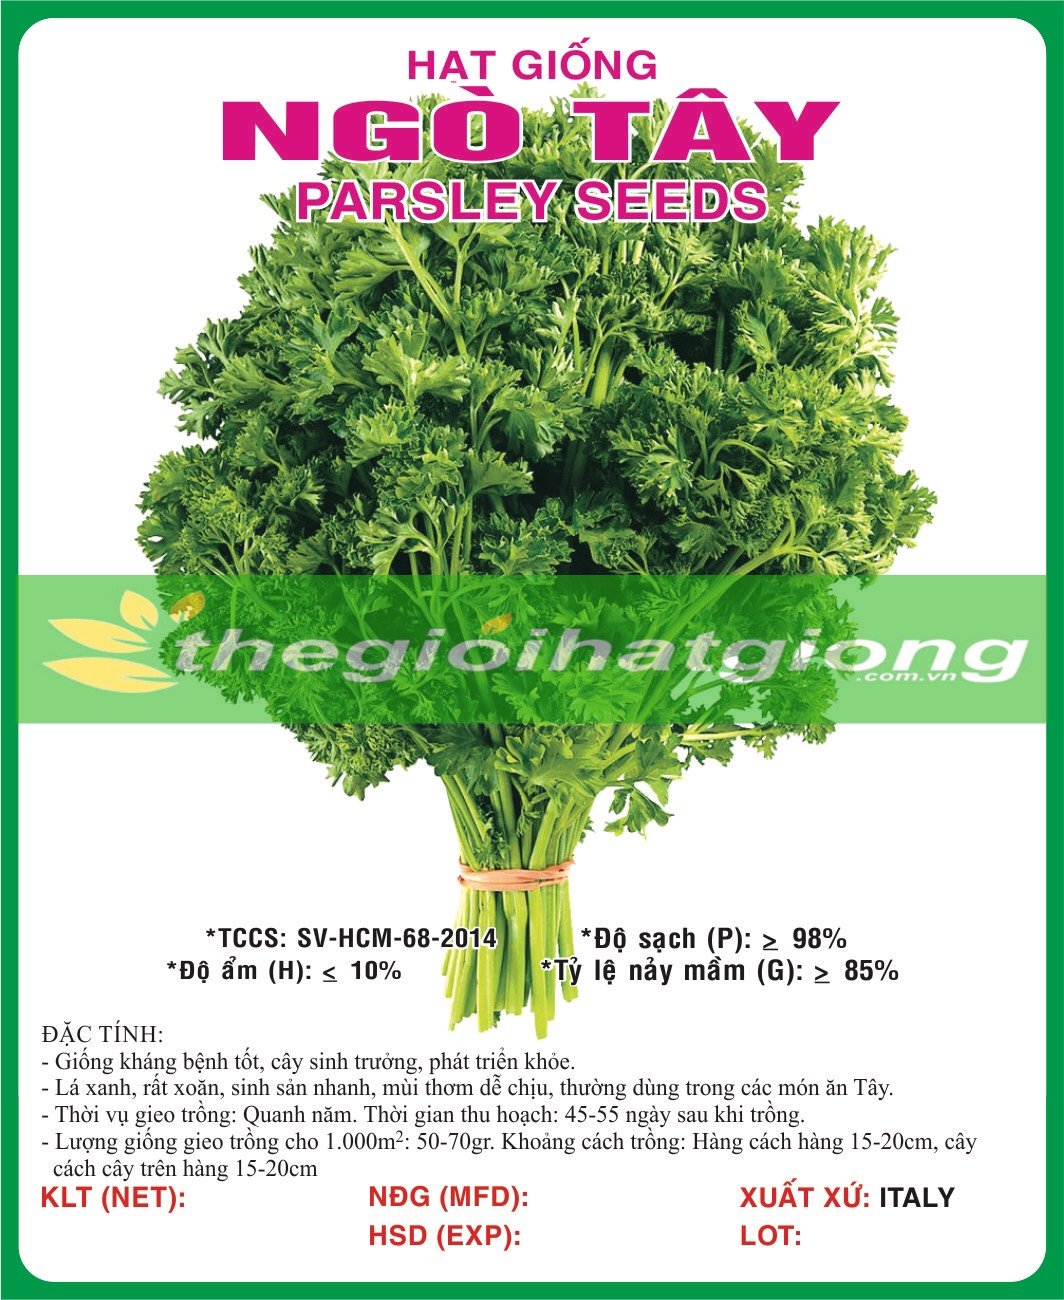 HẠT GIỐNG
NGÒ TÂY
PARSLEY SEEDS
thegioihatgiong
.com.vn
*TCCS: SV-HCM-68-2014 *Độ sạch (P): ≥ 98%
*Độ ẩm (H): ≤ 10% *Tỷ lệ nảy mầm (G): ≥ 85%
ĐẶC TÍNH:
- Giống kháng bệnh tốt, cây sinh trưởng, phát triển khỏe.
- Lá xanh, rất xoăn, sinh sản nhanh, mùi thơm dễ chịu, thường dùng trong các món ăn Tây.
- Thời vụ gieo trồng: Quanh năm. Thời gian thu hoạch: 45-55 ngày sau khi trồng.
- Lượng giống gieo trồng cho 1.000m²: 50-70gr. Khoảng cách trồng: Hàng cách hàng 15-20cm, cây
cách cây trên hàng 15-20cm
KLT (NET): NĐG (MFD): XUẤT XỨ: ITALY
HSD (EXP): LOT: